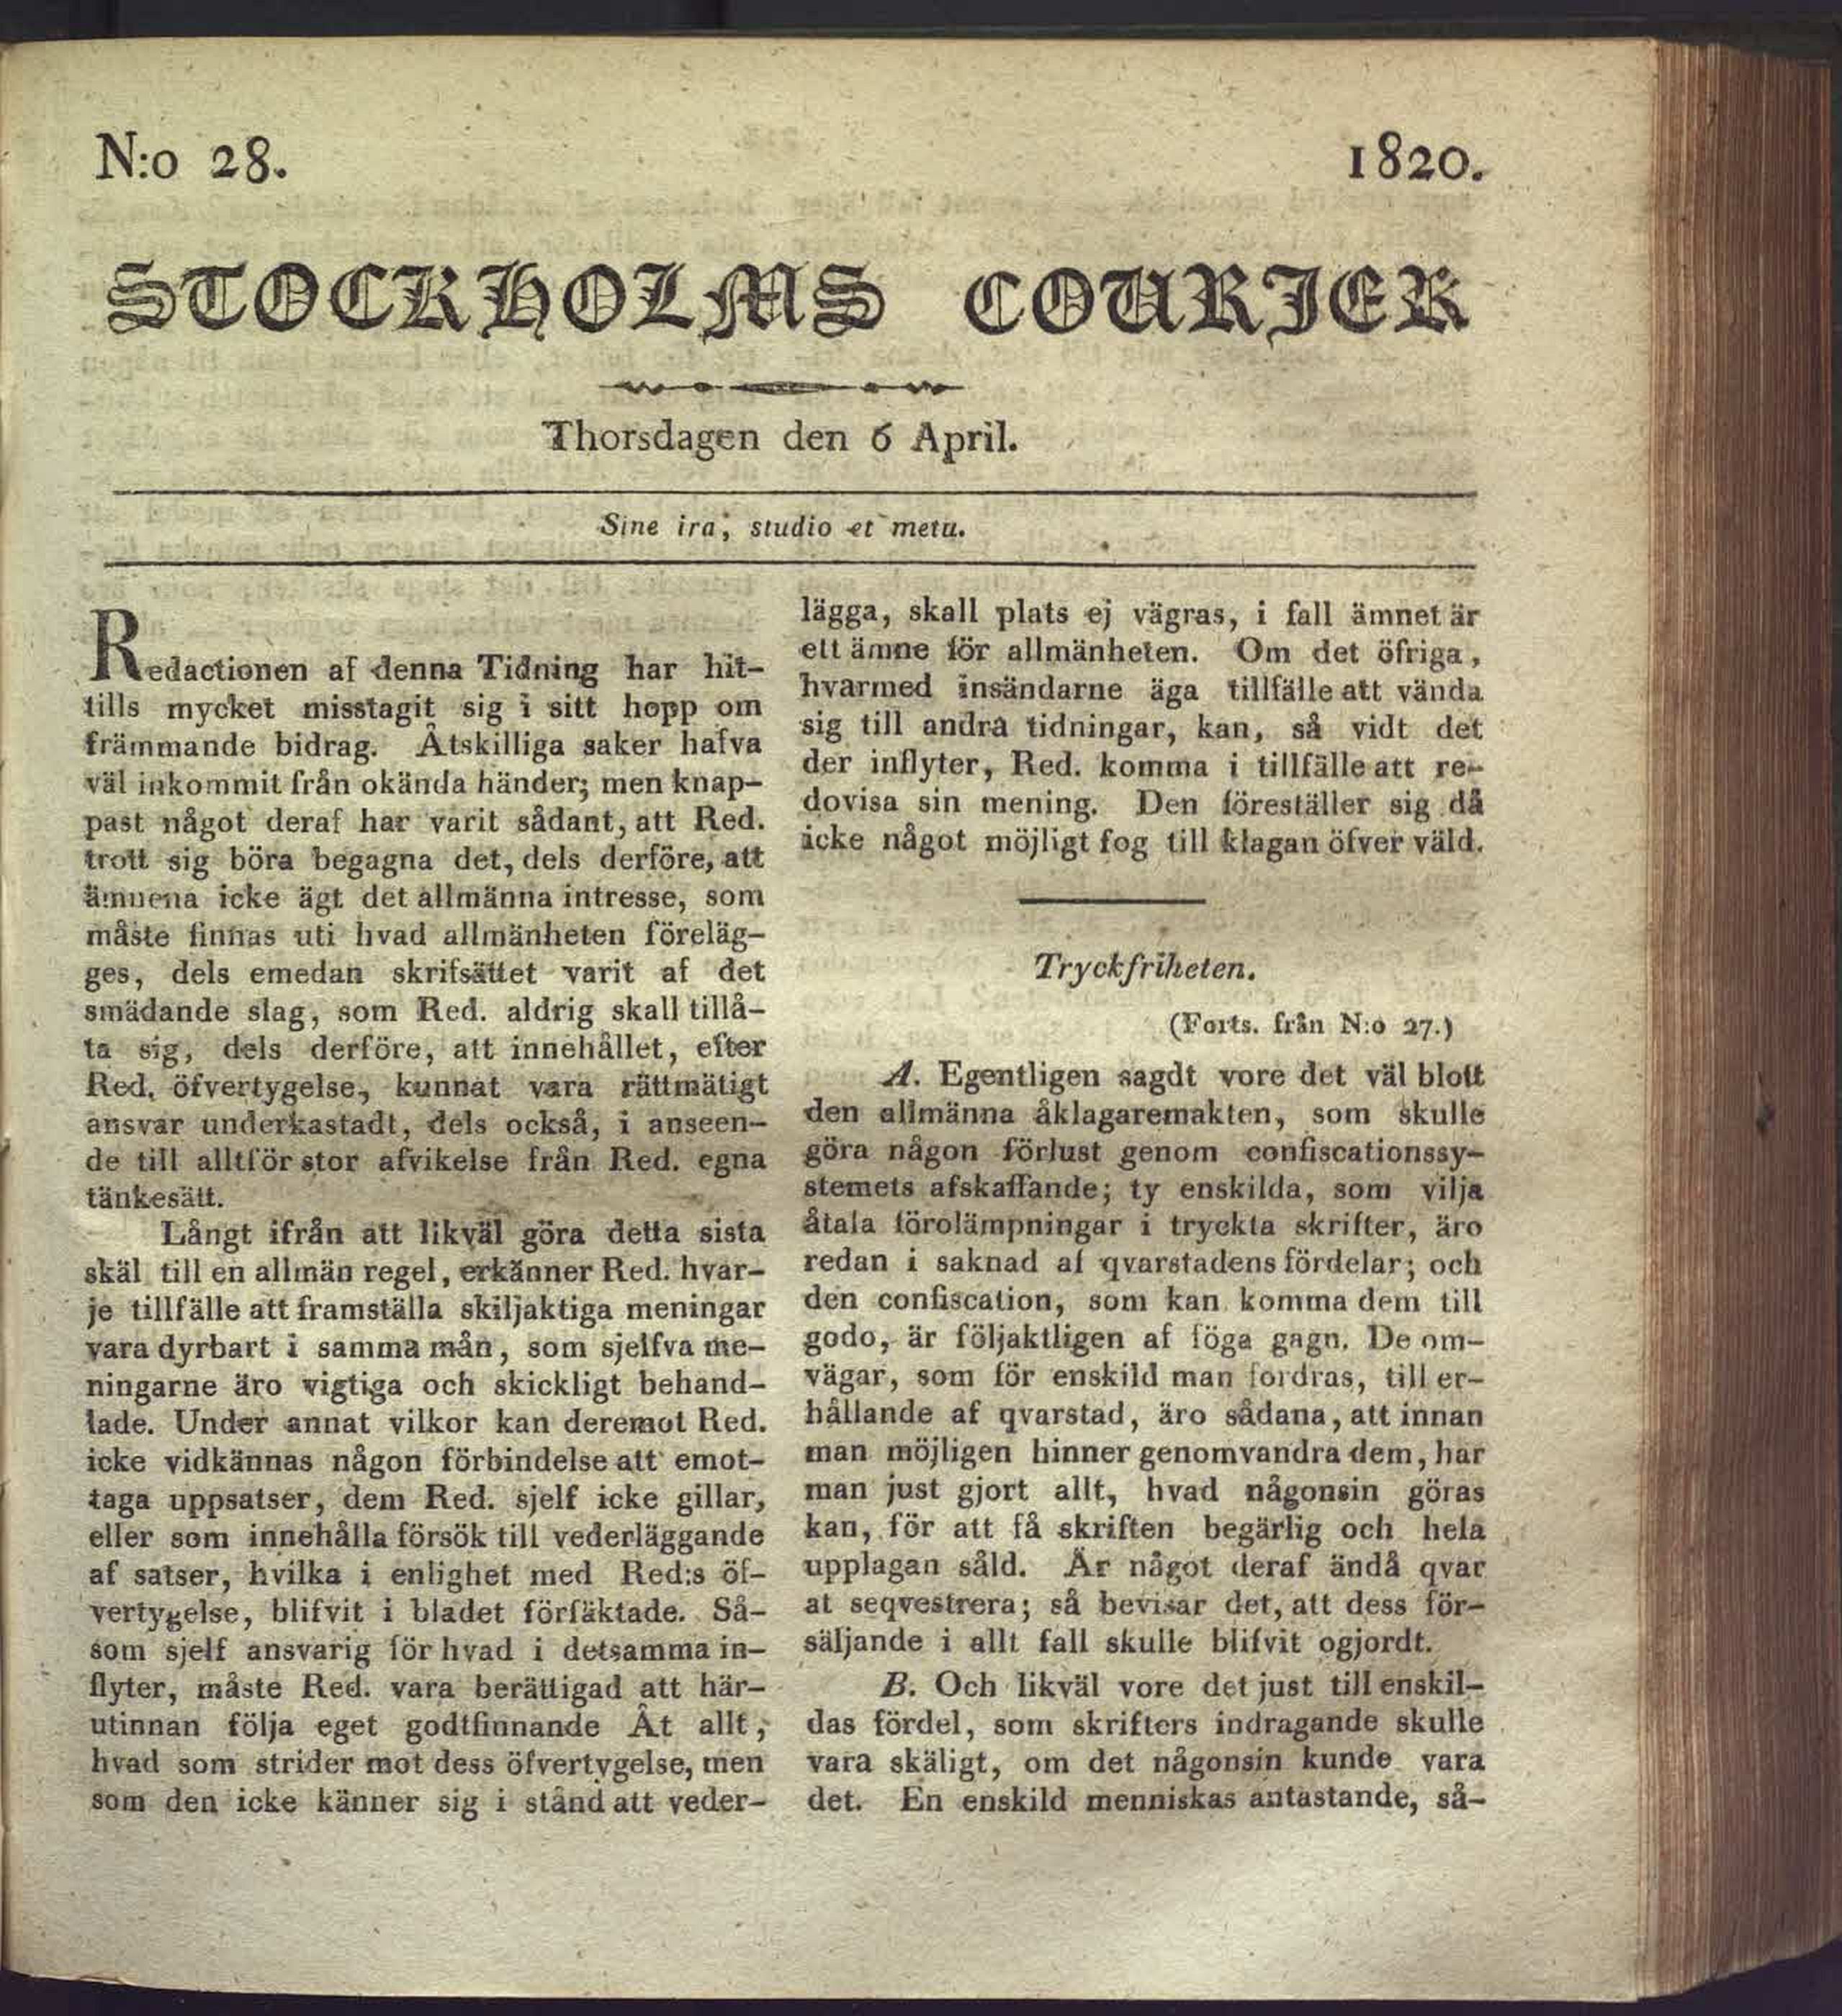 N:o 28.
1820.
STOCKHOLMS COURIER
Thorsdagen den 6 April.
Sine ira, studio et metu.
Redactionen af denna Tidning har hit-
tills mycket misstagit sig i sitt hopp om
främmande bidrag. Åtskilliga saker hafva
väl inkommit från okända händer; men knap-
past något deraf har varit sådant, att Red.
trott sig böra begagna det, dels derföre, att
ämnena icke ägt det allmänna intresse, som
måste finnas uti hvad allmänheten föreläg-
ges, dels emedan skrifsättet varit af det
smädande slag, som Red. aldrig skall tillå-
ta sig, dels derföre, att innehållet, efter
Red. öfvertygelse, kunnat vara rättmätigt
ansvar underkastadt, dels också, i anseen-
de till alltför stor afvikelse från Red. egna
tänkesätt.
Långt ifrån att likväl göra detta sista
skäl till en allmän regel, erkänner Red. hvar-
je tillfälle att framställa skiljaktiga meningar
vara dyrbart i samma mån, som sjelfva me-
ningarne äro vigtiga och skickligt behand-
lade. Under annat vilkor kan deremot Red.
icke vidkännas någon förbindelse att emot-
taga uppsatser, dem Red. sjelf icke gillar,
eller som innehålla försök till vederläggande
af satser, hvilka i enlighet med Red:s öf-
vertygelse, blifvit i bladet förfäktade. Så-
som sjelf ansvarig för hvad i detsamma in-
flyter, måste Red. vara berättigad att här-
utinnan följa eget godtfinnande Åt allt,
hvad som strider mot dess öfvertygelse, men
som den icke känner sig i stånd att veder-
lägga, skall plats ej vägras, i fall ämnet är
ett ämne för allmänheten. Om det öfriga,
hvarmed insändarne äga tillfälle att vända
sig till andra tidningar, kan, så vidt det
der inflyter, Red. komma i tillfälle att re-
dovisa sin mening. Den föreställer sig då
icke något möjligt fog till klagan öfver väld.
Tryckfriheten.
(Forts. från N:o 27.)
A. Egentligen sagdt vore det väl blott
den allmänna åklagaremakten, som skulle
göra någon förlust genom confiscationssy-
stemets afskaffande; ty enskilda, som vilja
åtala förolämpningar i tryckta skrifter, äro
redan i saknad af qvarstadens fördelar; och
den confiscation, som kan komma dem till
godo, är följaktligen af föga gagn. De om-
vägar, som för enskild man fordras, till er-
hållande af qvarstad, äro sådana, att innan
man möjligen hinner genomvandra dem, har
man just gjort allt, hvad någonsin göras
kan, för att få skriften begärlig och hela
upplagan såld. Är något deraf ändå qvar
at seqvestrera; så bevisar det, att dess för-
säljande i allt fall skulle blifvit ogjordt.
B. Och likväl vore det just till enskil-
das fördel, som skrifters indragande skulle
vara skäligt, om det någonsin kunde vara
det. En enskild menniskas antastande, så-